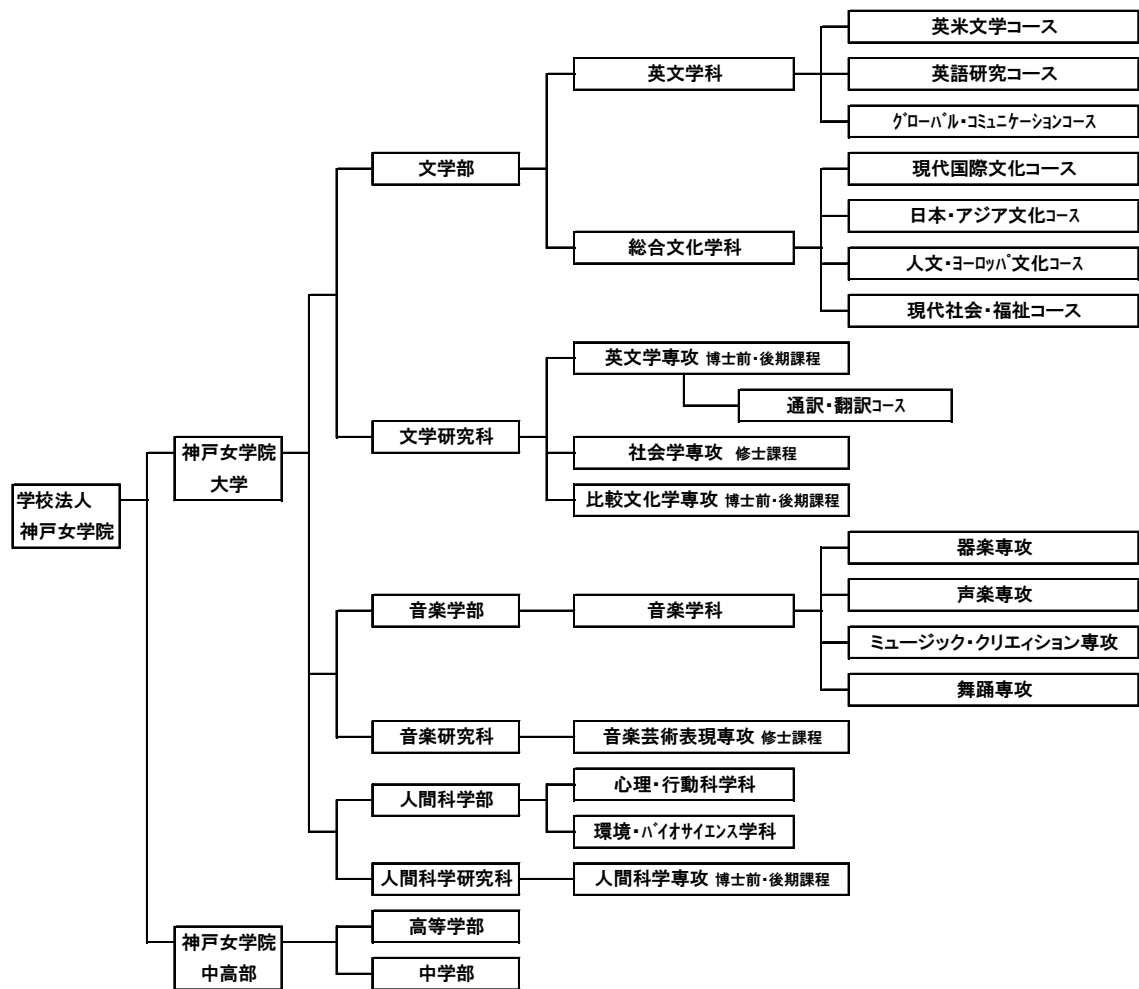 学校法人
神戸女学院
神戸女学院
大学
文学部
英文学科
英米文学コース
英語研究コース
ｸﾞﾛｰﾊﾞﾙ・ｺﾐｭﾆｹｰｼｮﾝコース
総合文化学科
現代国際文化コース
日本・アジア文化ｺｰｽ
人文・ﾖｰﾛｯﾊﾟ文化ｺｰｽ
現代社会・福祉コース
文学研究科
英文学専攻 博士前・後期課程
通訳・翻訳ｺｰｽ
社会学専攻 修士課程
比較文化学専攻 博士前・後期課程
音楽学部
音楽学科
器楽専攻
声楽専攻
ミュージック・クリエィション専攻
舞踊専攻
音楽研究科
音楽芸術表現専攻 修士課程
人間科学部
心理・行動科学科
環境・ﾊﾞｲｵｻｲｴﾝｽ学科
人間科学研究科
人間科学専攻 博士前・後期課程
神戸女学院
中高部
高等学部
中学部